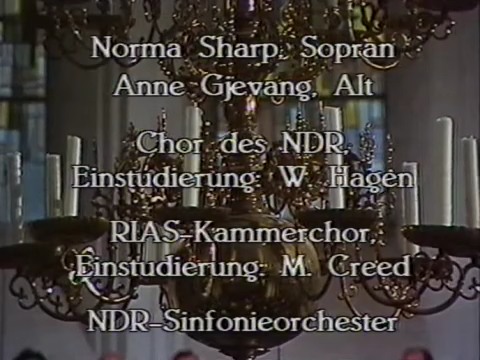 Norma Sharp, Sopran
Anne Gjevang, Alt
Chor des NDR,
Einstudierung: W. Hagen
RIAS-Kammerchor,
Einstudierung: M. Creed
NDR-Sinfonieorchester